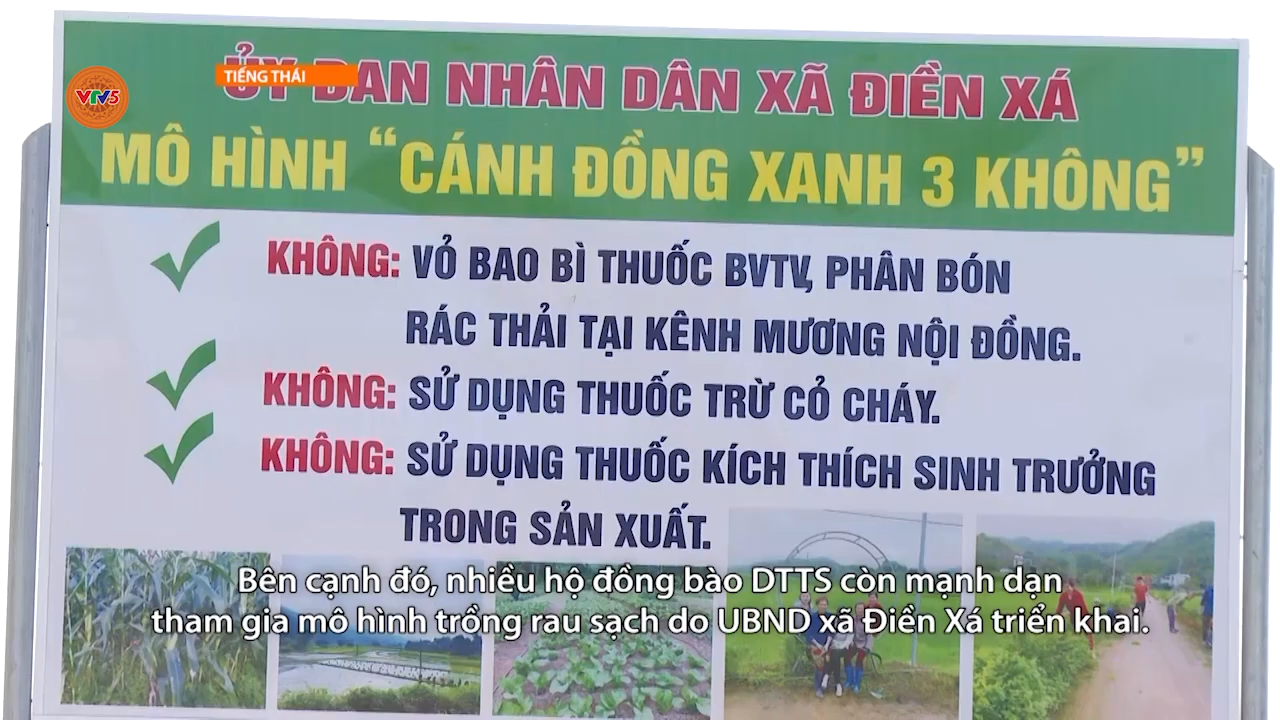 ỦY BAN NHÂN DÂN XÃ ĐIỀN XÁ
TIẾNG THÁI
VTV5
MÔ HÌNH “CÁNH ĐỒNG XANH 3 KHÔNG”
KHÔNG: VỎ BAO BÌ THUỐC BVTV, PHÂN BÓN
RÁC THẢI TẠI KÊNH MƯƠNG NỘI ĐỒNG.
KHÔNG: SỬ DỤNG THUỐC TRỪ CỎ CHÁY.
KHÔNG: SỬ DỤNG THUỐC KÍCH THÍCH SINH TRƯỞNG
TRONG SẢN XUẤT.
Bên cạnh đó, nhiều hộ đồng bào DTTS còn mạnh dạn
tham gia mô hình trồng rau sạch do UBND xã Điền Xá triển khai.